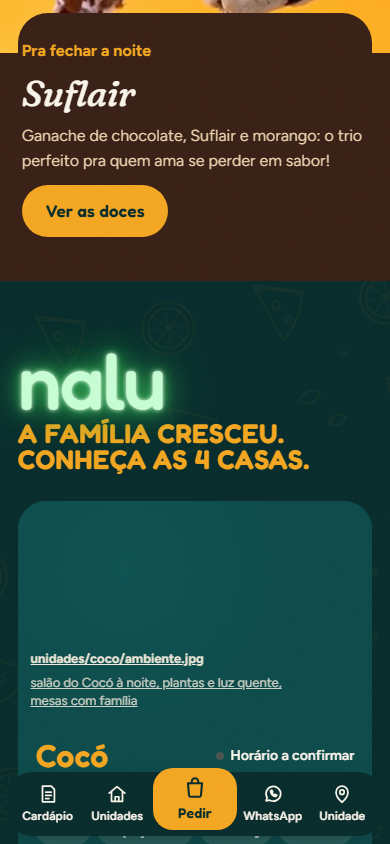 Pra fechar a noite
Suflair
Ganache de chocolate, Suflair e morango: o trio
perfeito pra quem ama se perder em sabor!
Ver as doces
nalu
A FAMÍLIA CRESCEU.
CONHEÇA AS 4 CASAS.
unidades/coco/ambiente.jpg
salão do Cocó à noite, plantas e luz quente,
mesas com família
Cocó
Horário a confirmar
Cardápio
Unidades
Pedir
WhatsApp
Unidade